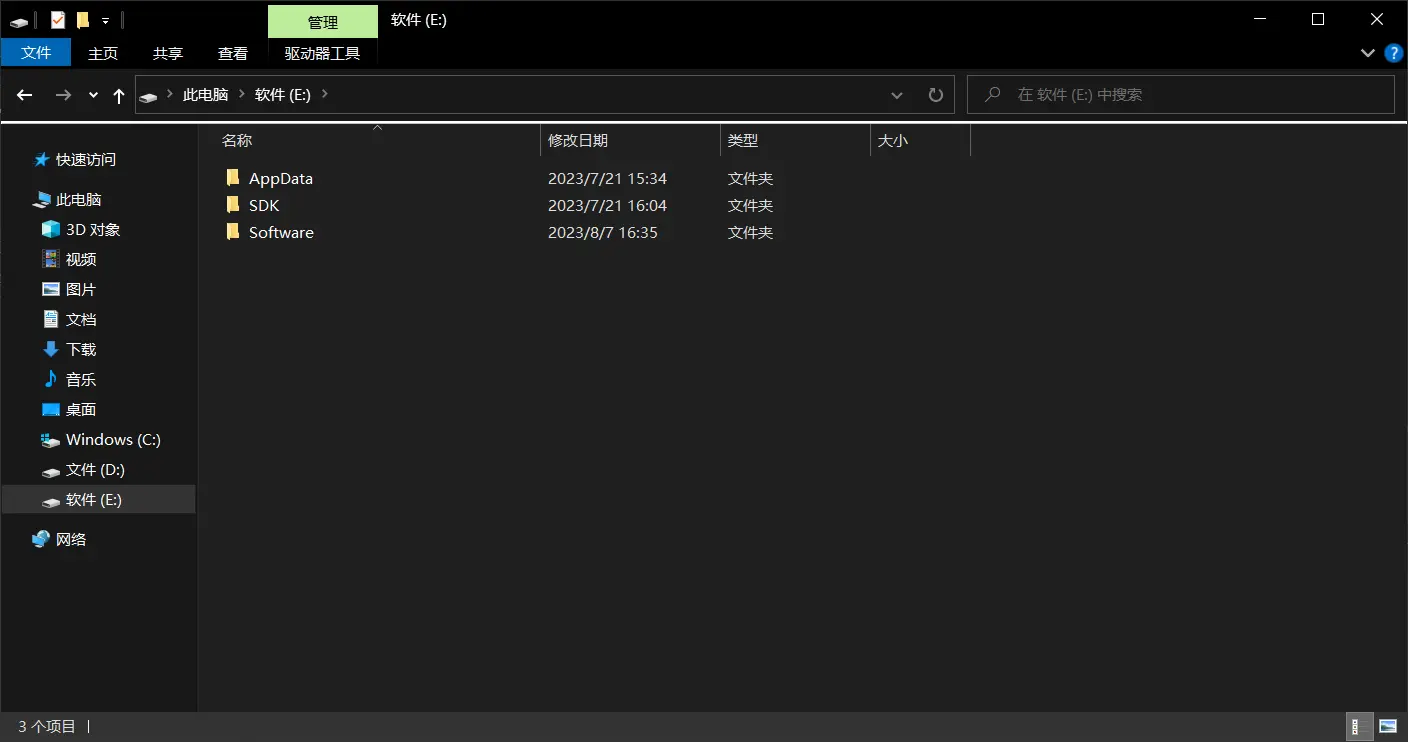 管理
软件 (E:)
文件
主页
共享
查看
驱动器工具
此电脑
软件 (E:)
在 软件 (E:) 中搜索
名称
修改日期
类型
大小
AppData 2023/7/21 15:34 文件夹
SDK 2023/7/21 16:04 文件夹
Software 2023/8/7 16:35 文件夹
快速访问
此电脑
3D 对象
视频
图片
文档
下载
音乐
桌面
Windows (C:)
文件 (D:)
软件 (E:)
网络
3 个项目